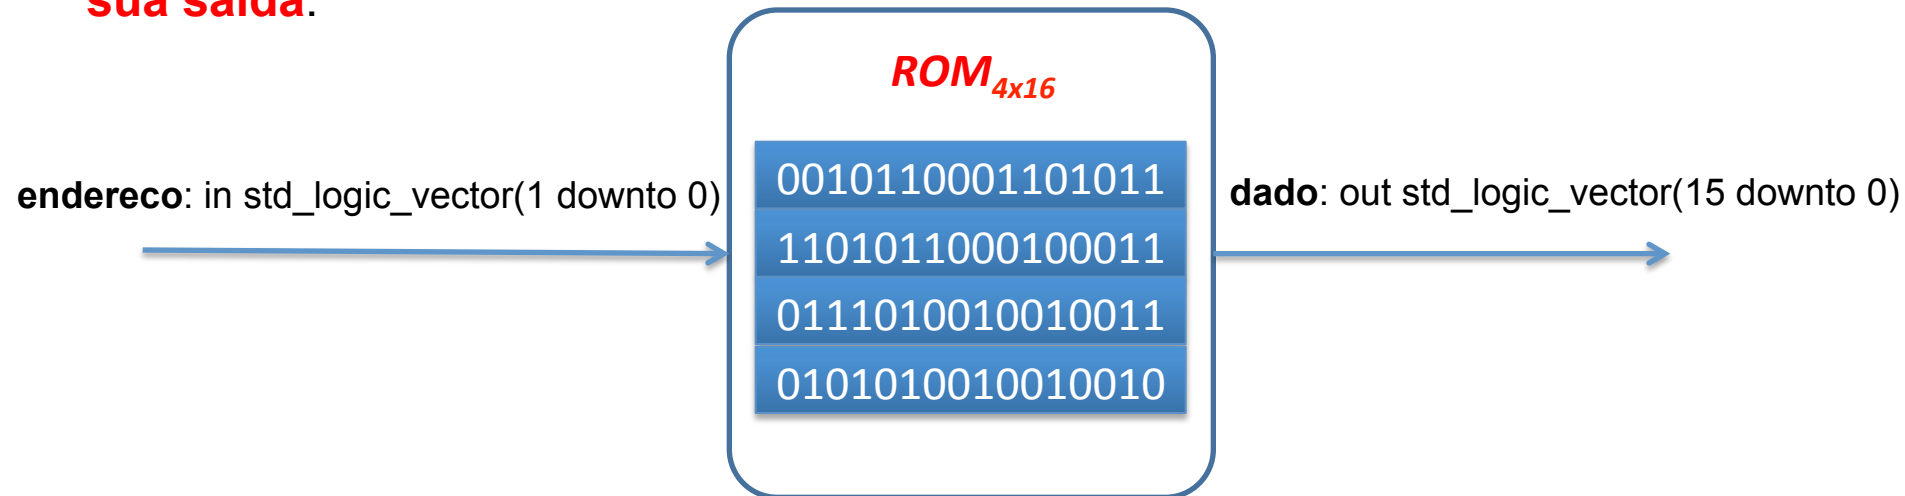 sua saída.
ROM4x16
endereco: in std_logic_vector(1 downto 0)
0010110001101011
1101011000100011
0111010010010011
0101010010010010
dado: out std_logic_vector(15 downto 0)